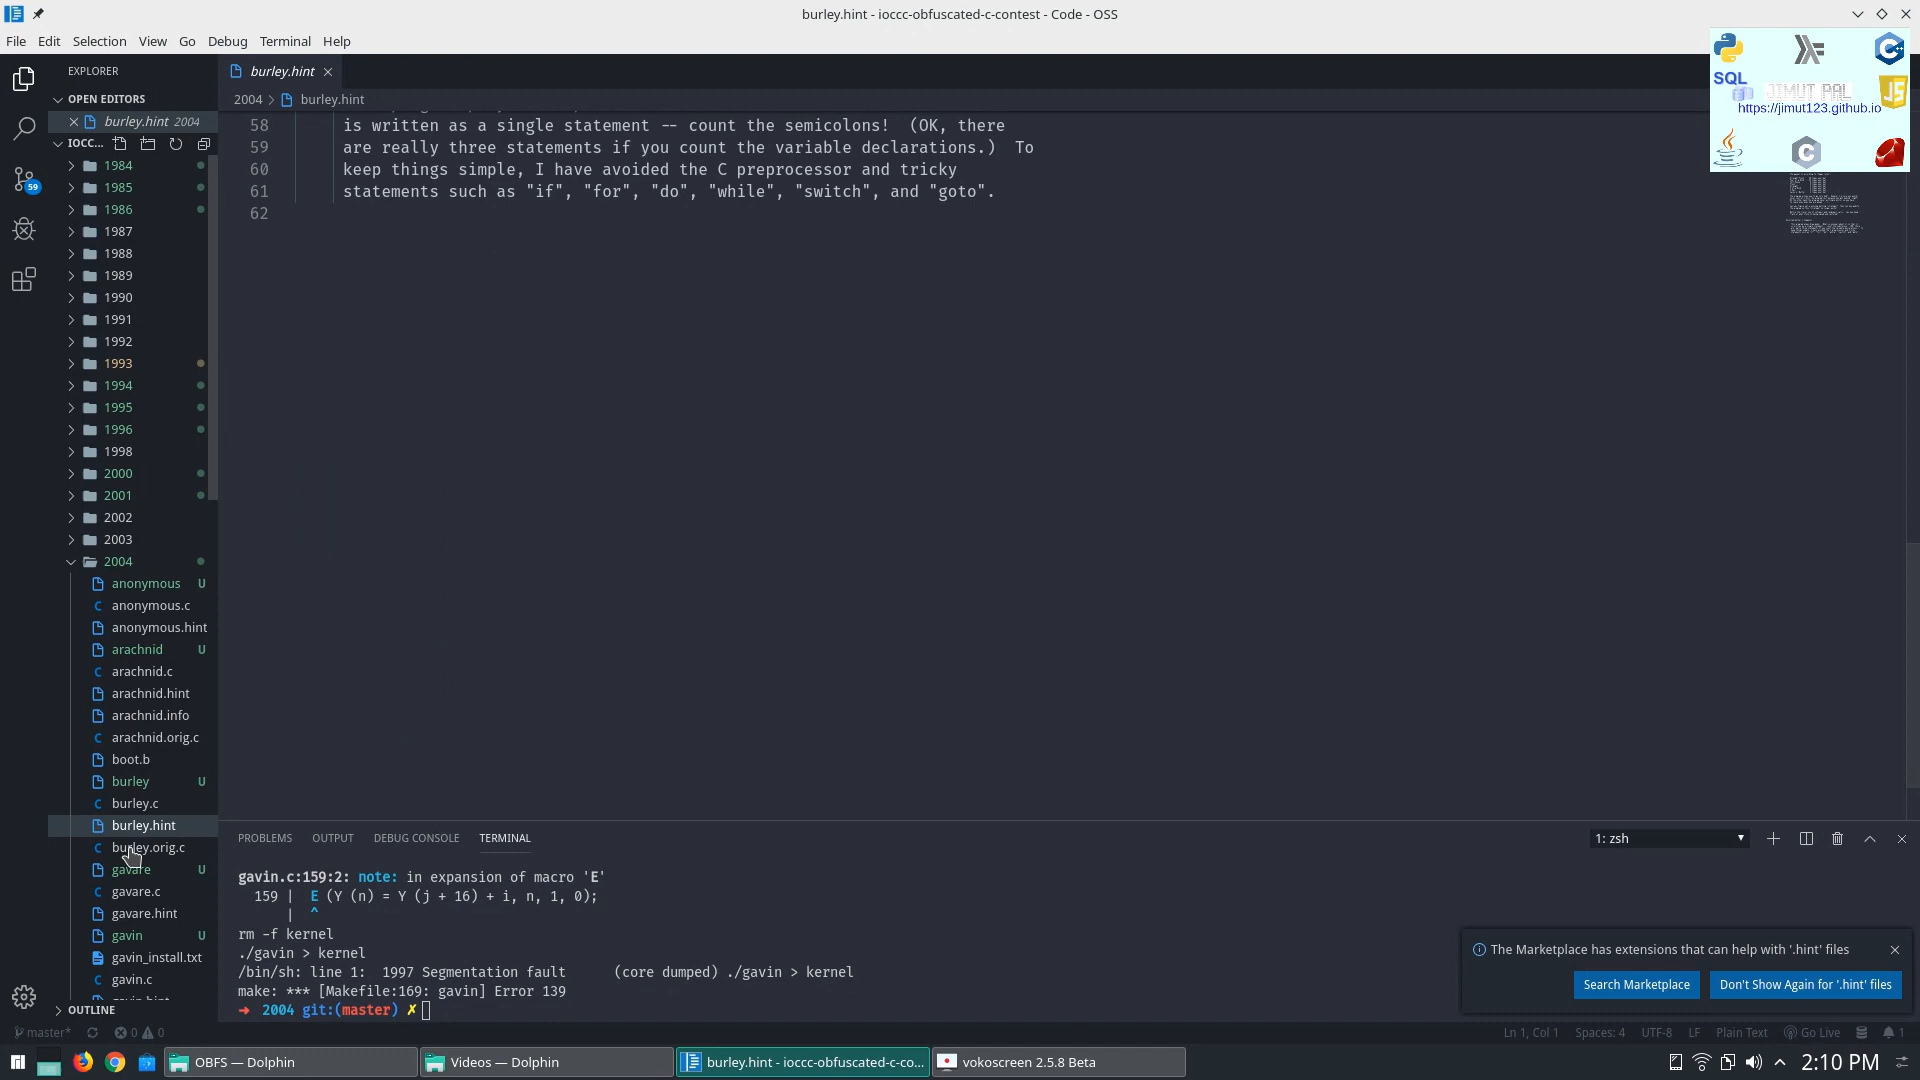 burley.hint - ioccc-obfuscated-c-contest - Code - OSS
File Edit Selection View Go Debug Terminal Help
EXPLORER
OPEN EDITORS
burley.hint 2004
IOCC...
1984
1985
1986
1987
1988
1989
1990
1991
1992
1993
1994
1995
1996
1998
2000
2001
2002
2003
2004
anonymous U
anonymous.c
anonymous.hint
arachnid U
arachnid.c
arachnid.hint
arachnid.info
arachnid.orig.c
boot.b
burley U
burley.c
burley.hint
burley.orig.c
gavare U
gavare.c
gavare.hint
gavin U
gavin_install.txt
gavin.c
OUTLINE
59
burley.hint
2004 > burley.hint
58 is written as a single statement -- count the semicolons! (OK, there
59 are really three statements if you count the variable declarations.) To
60 keep things simple, I have avoided the C preprocessor and tricky
61 statements such as "if", "for", "do", "while", "switch", and "goto".
62
SQL
JIMUT PAL
JS
https://jimut123.github.io
PROBLEMS OUTPUT DEBUG CONSOLE TERMINAL
1: zsh
gavin.c:159:2: note: in expansion of macro 'E'
159 | E (Y (n) = Y (j + 16) + i, n, 1, 0);
| ^
rm -f kernel
./gavin > kernel
/bin/sh: line 1: 1997 Segmentation fault (core dumped) ./gavin > kernel
make: *** [Makefile:169: gavin] Error 139
➜ 2004 git:(master) ✗
The Marketplace has extensions that can help with '.hint' files
Search Marketplace
Don't Show Again for '.hint' files
master* 0 0
Ln 1, Col 1 Spaces: 4 UTF-8 LF Plain Text Go Live 1
OBFS — Dolphin
Videos — Dolphin
burley.hint - ioccc-obfuscated-c-co...
vokoscreen 2.5.8 Beta
2:10 PM